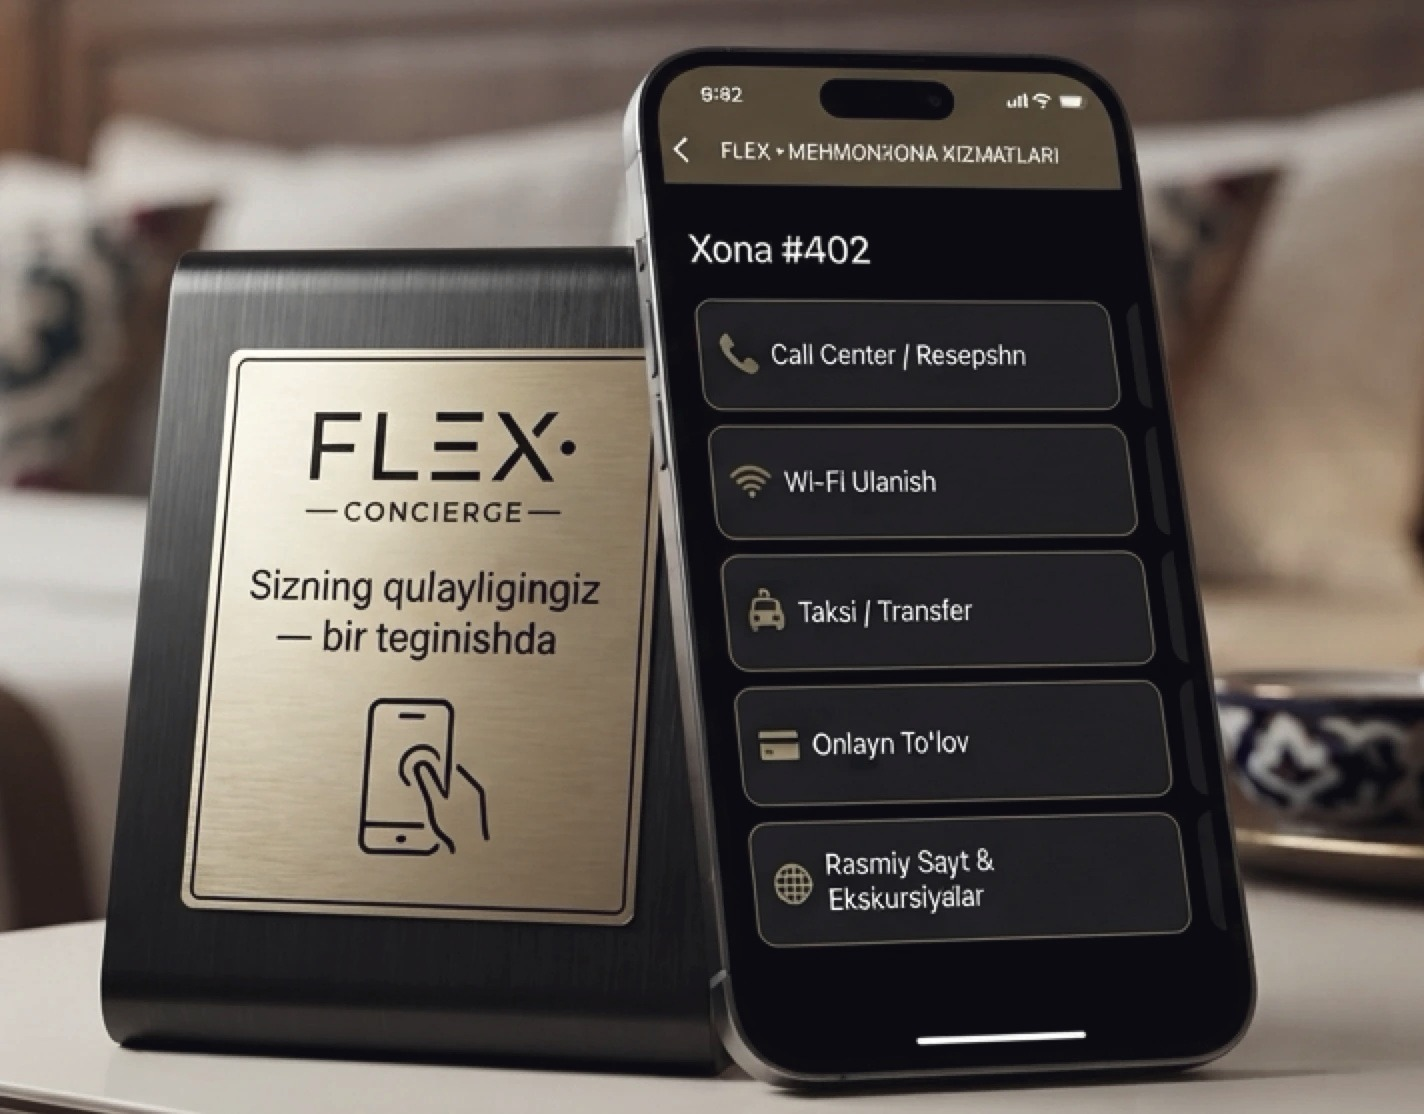 FLEX·
—CONCIERGE—
Sizning qulayligingiz
— bir teginishda
9:82
FLEX • MEHMONXONA XIZMATLARI
Xona #402
Call Center / Resepshn
Wi-Fi Ulanish
Taksi / Transfer
Onlayn To'lov
Rasmiy Sayt &
Ekskursiyalar